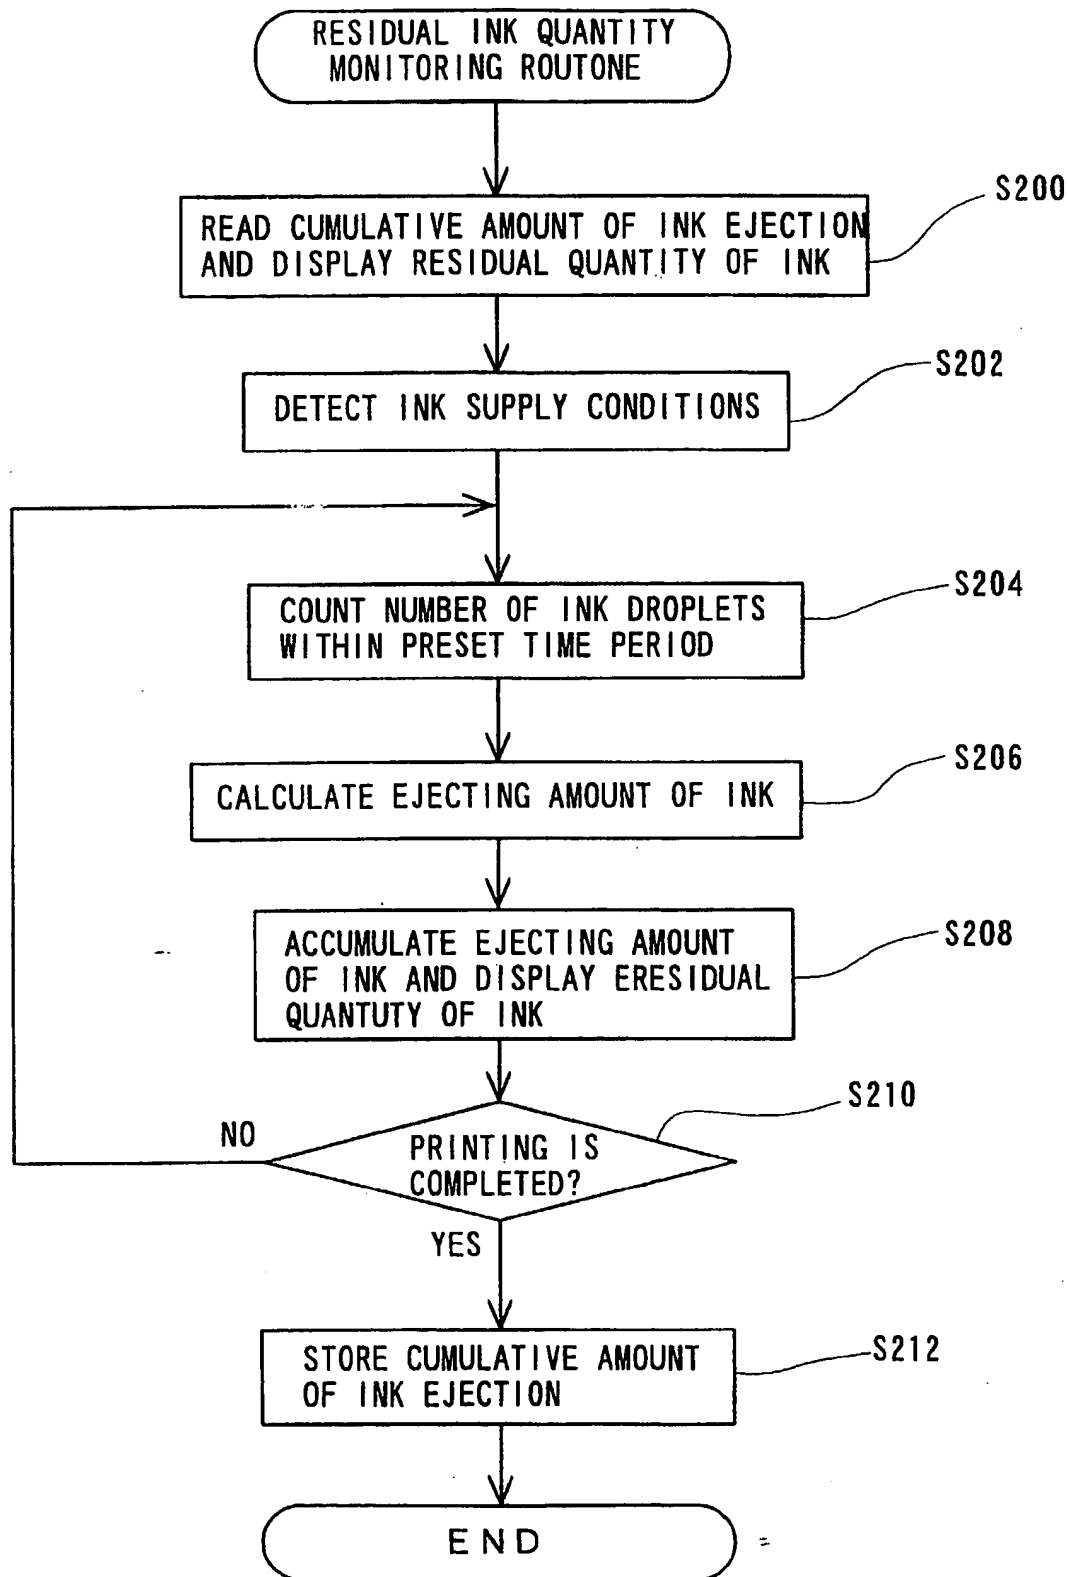 RESIDUAL INK QUANTITY
MONITORING ROUTONE
S200
READ CUMULATIVE AMOUNT OF INK EJECTION
AND DISPLAY RESIDUAL QUANTITY OF INK
S202
DETECT INK SUPPLY CONDITIONS
S204
COUNT NUMBER OF INK DROPLETS
WITHIN PRESET TIME PERIOD
S206
CALCULATE EJECTING AMOUNT OF INK
S208
ACCUMULATE EJECTING AMOUNT
OF INK AND DISPLAY ERESIDUAL
QUANTUTY OF INK
S210
NO
PRINTING IS
COMPLETED?
YES
S212
STORE CUMULATIVE AMOUNT
OF INK EJECTION
END